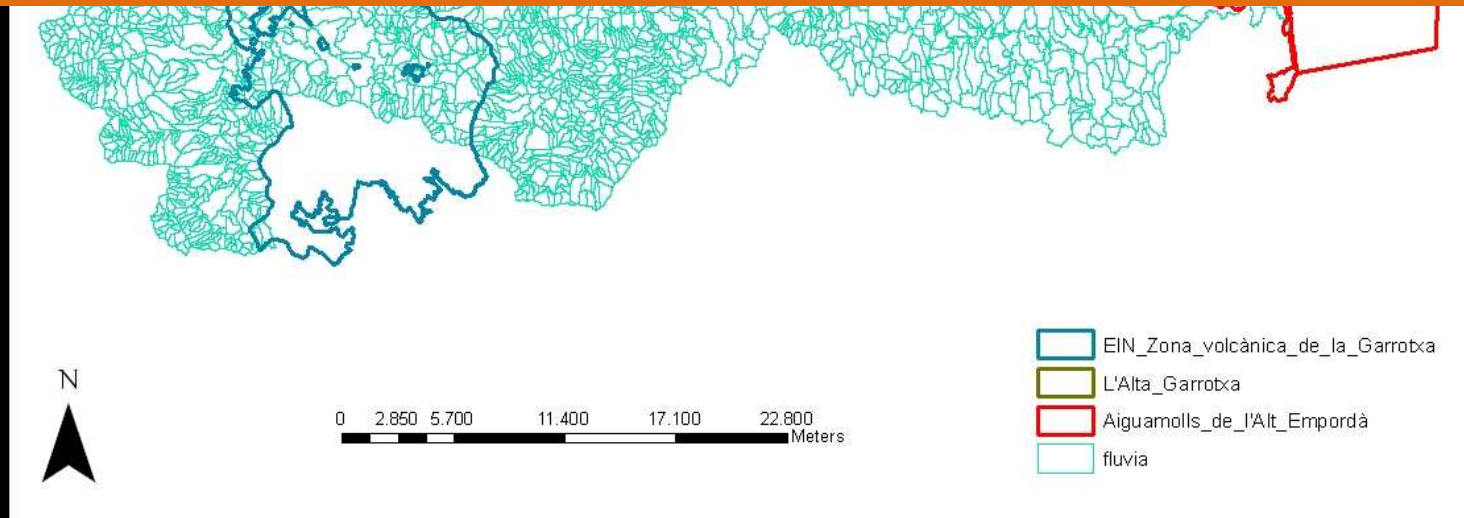 EIN_Zona_volcànica_de_la_Garrotxa
L'Alta_Garrotxa
Aiguamolls_de_l'Alt_Empordà
fluvia
N
0 2.850 5.700 11.400 17.100 22.800
Meters